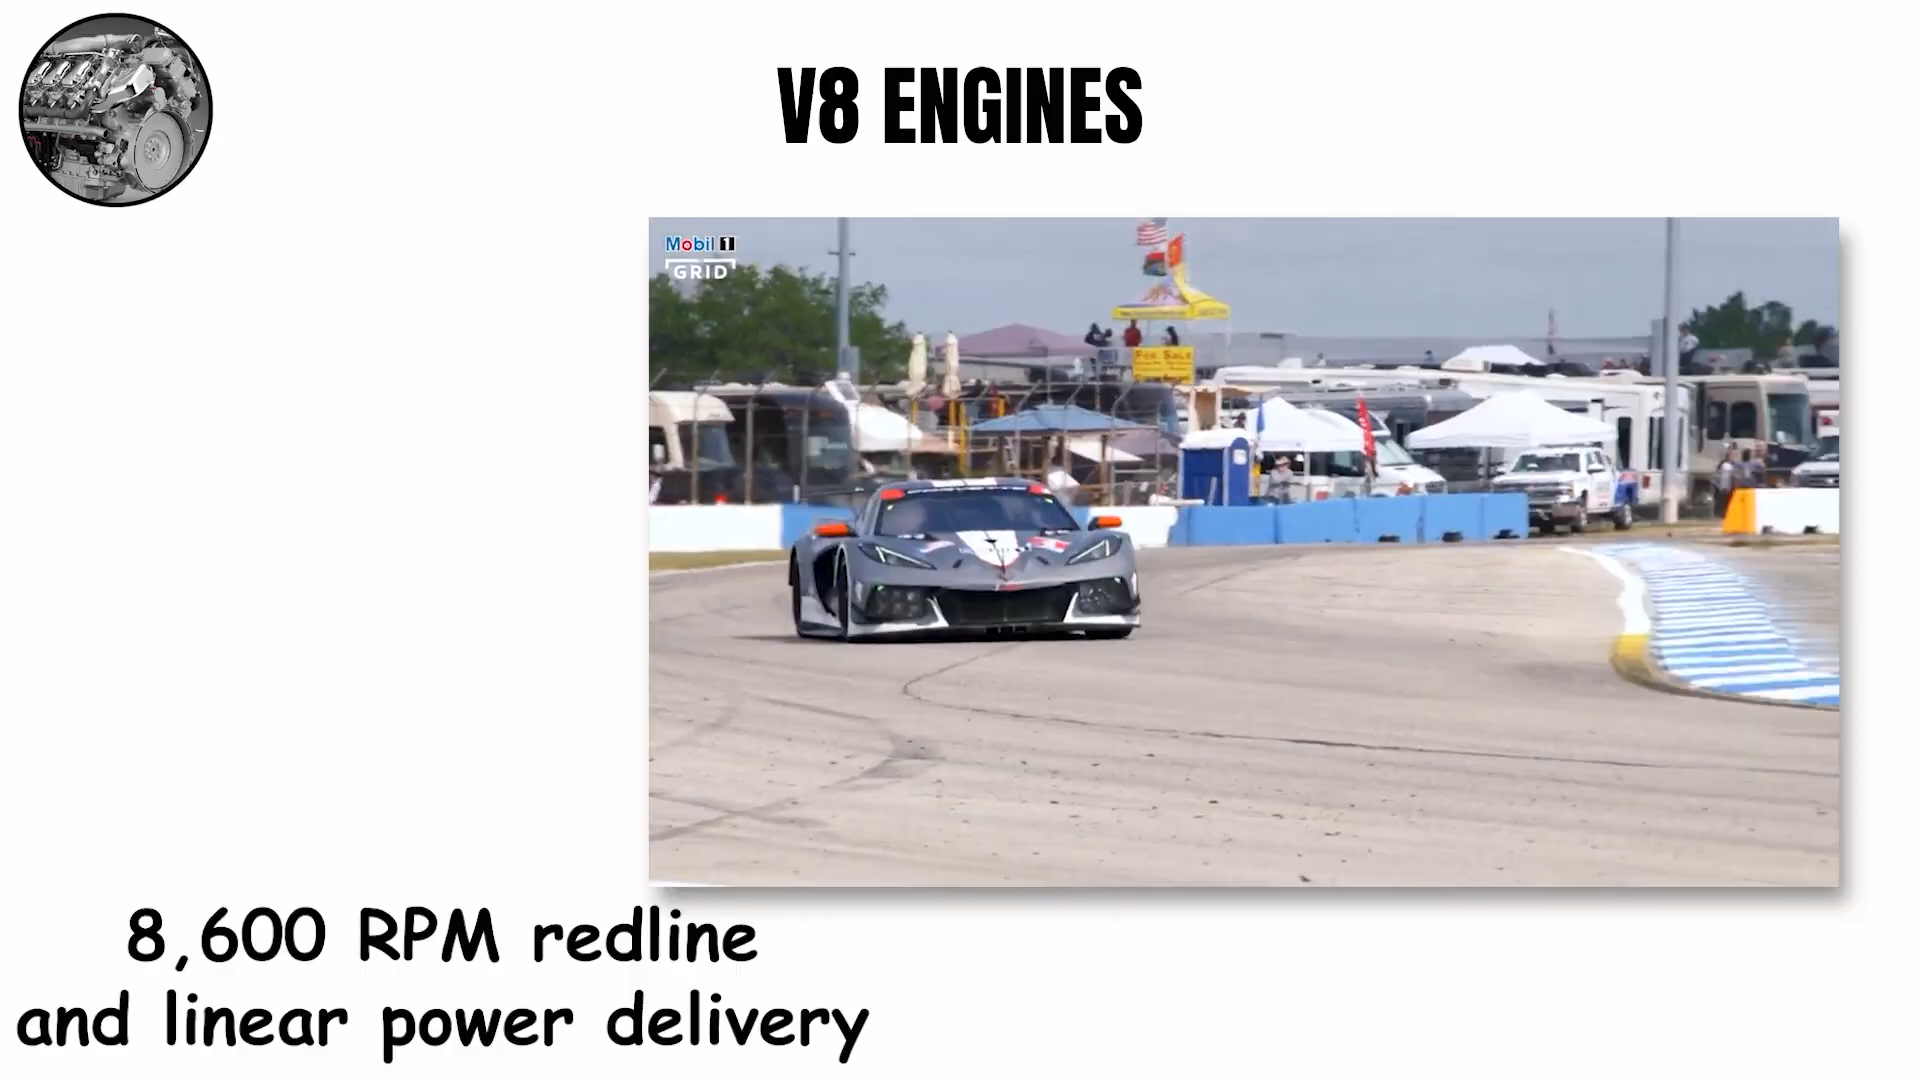 V8 ENGINES
Mobil 1
GRID
FOR SALE
8,600 RPM redline
and linear power delivery